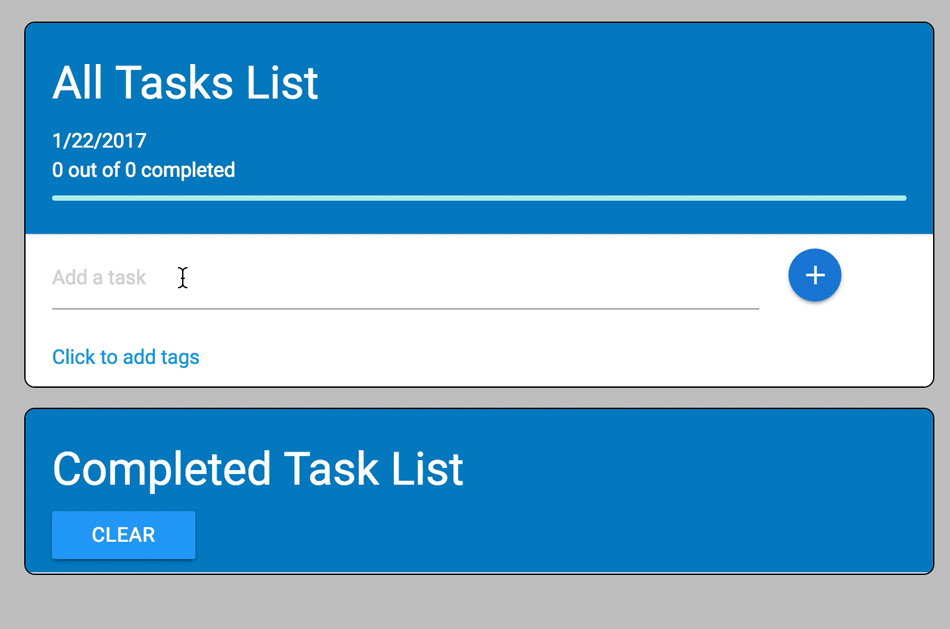 All Tasks List
1/22/2017
0 out of 0 completed
Add a task
+
Click to add tags
Completed Task List
CLEAR